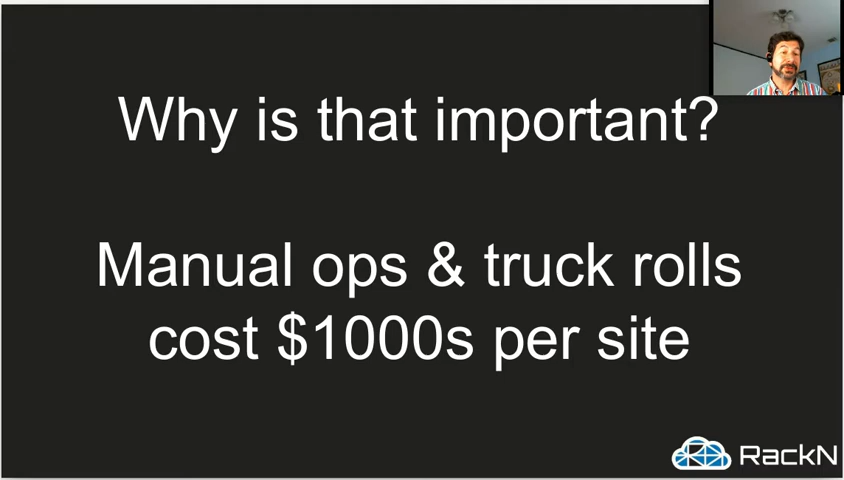 Why is that important?
Manual ops & truck rolls
cost $1000s per site
RackN